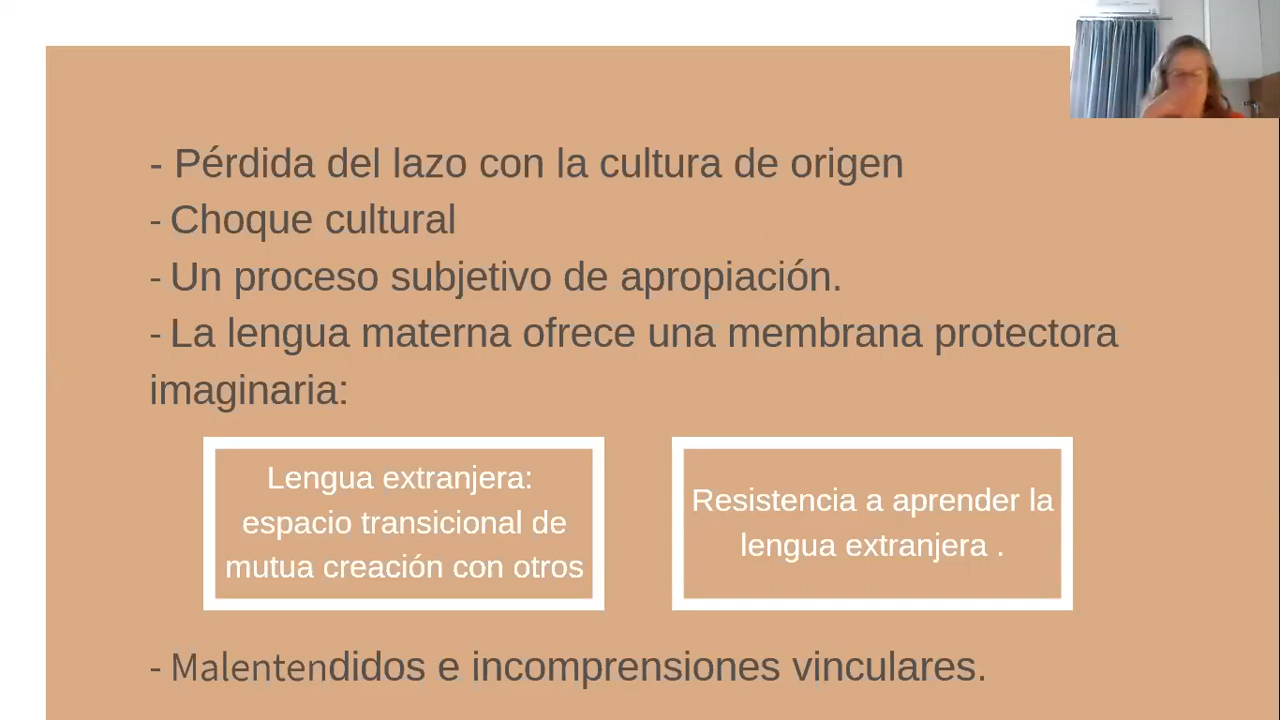 - Pérdida del lazo con la cultura de origen
- Choque cultural
- Un proceso subjetivo de apropiación.
- La lengua materna ofrece una membrana protectora
imaginaria:
Lengua extranjera:
espacio transicional de
mutua creación con otros
Resistencia a aprender la
lengua extranjera .
- Malentendidos e incomprensiones vinculares.